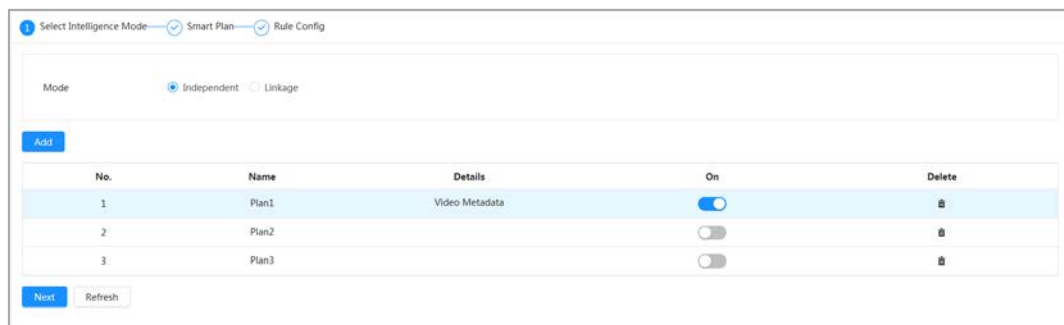 1 Select Intelligence Mode Smart Plan Rule Config
Mode Independent Linkage
Add
No. Name Details On Delete
1 Plan1 Video Metadata
2 Plan2
3 Plan3
Next Refresh